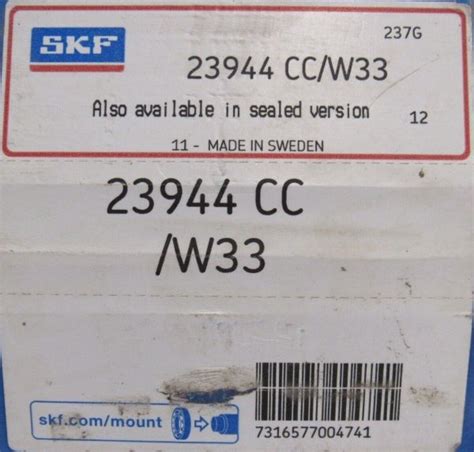 237G
SKF
23944 CC/W33
Also available in sealed version
12
11 - MADE IN SWEDEN
23944 CC
/W33
skf.com/mount
7316577004741